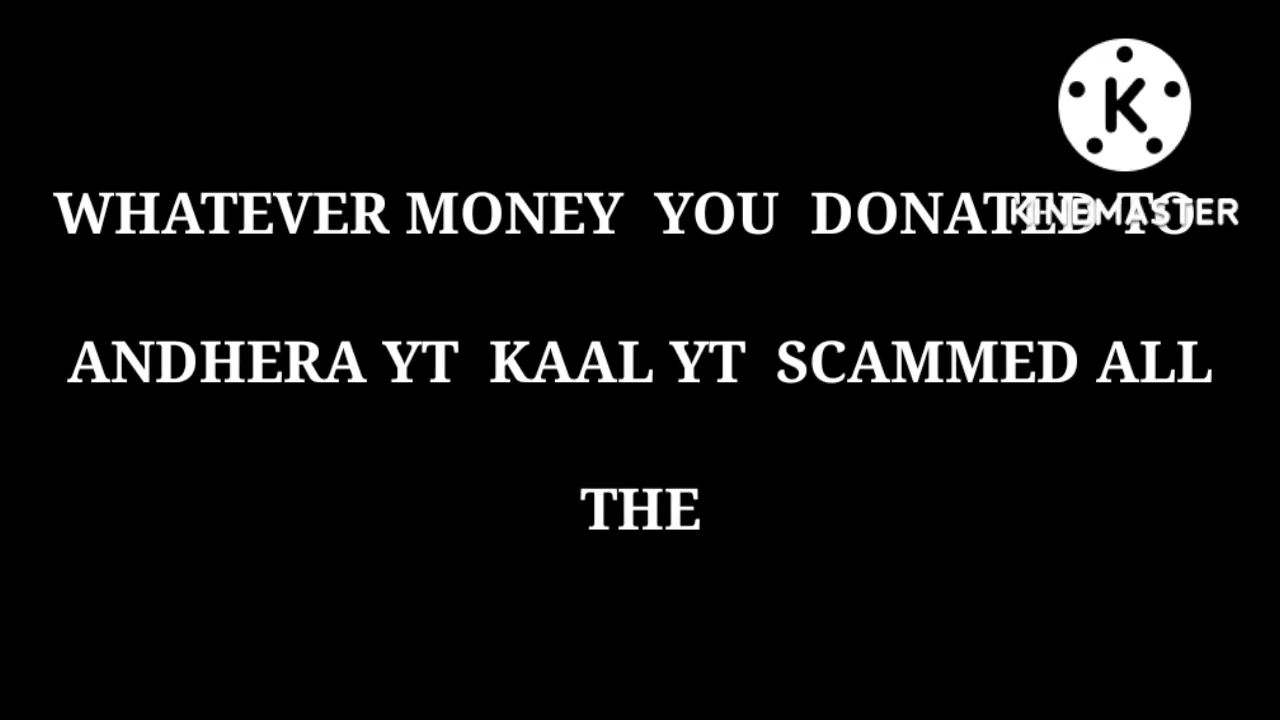 K
KINEMASTER
WHATEVER MONEY YOU DONATED TO
ANDHERA YT KAAL YT SCAMMED ALL
THE